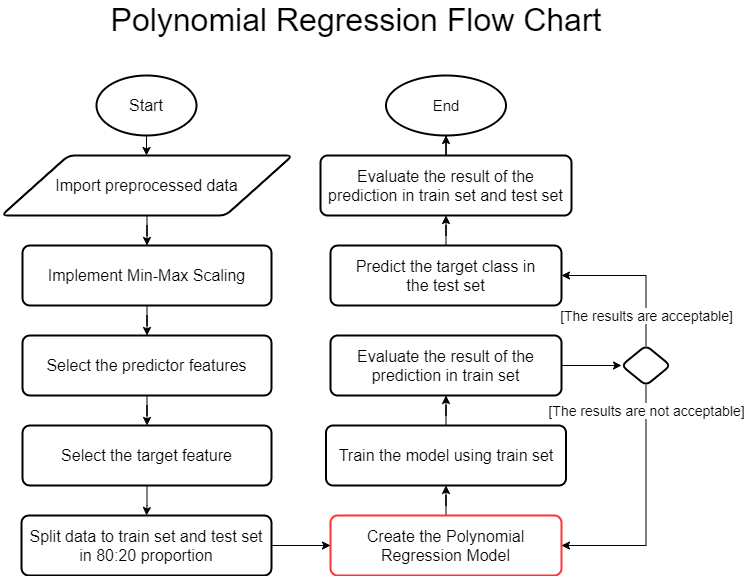 Polynomial Regression Flow Chart
Start
Import preprocessed data
Implement Min-Max Scaling
Select the predictor features
Select the target feature
Split data to train set and test set
in 80:20 proportion
Create the Polynomial
Regression Model
Train the model using train set
Evaluate the result of the
prediction in train set
[The results are acceptable]
[The results are not acceptable]
Predict the target class in
the test set
Evaluate the result of the
prediction in train set and test set
End